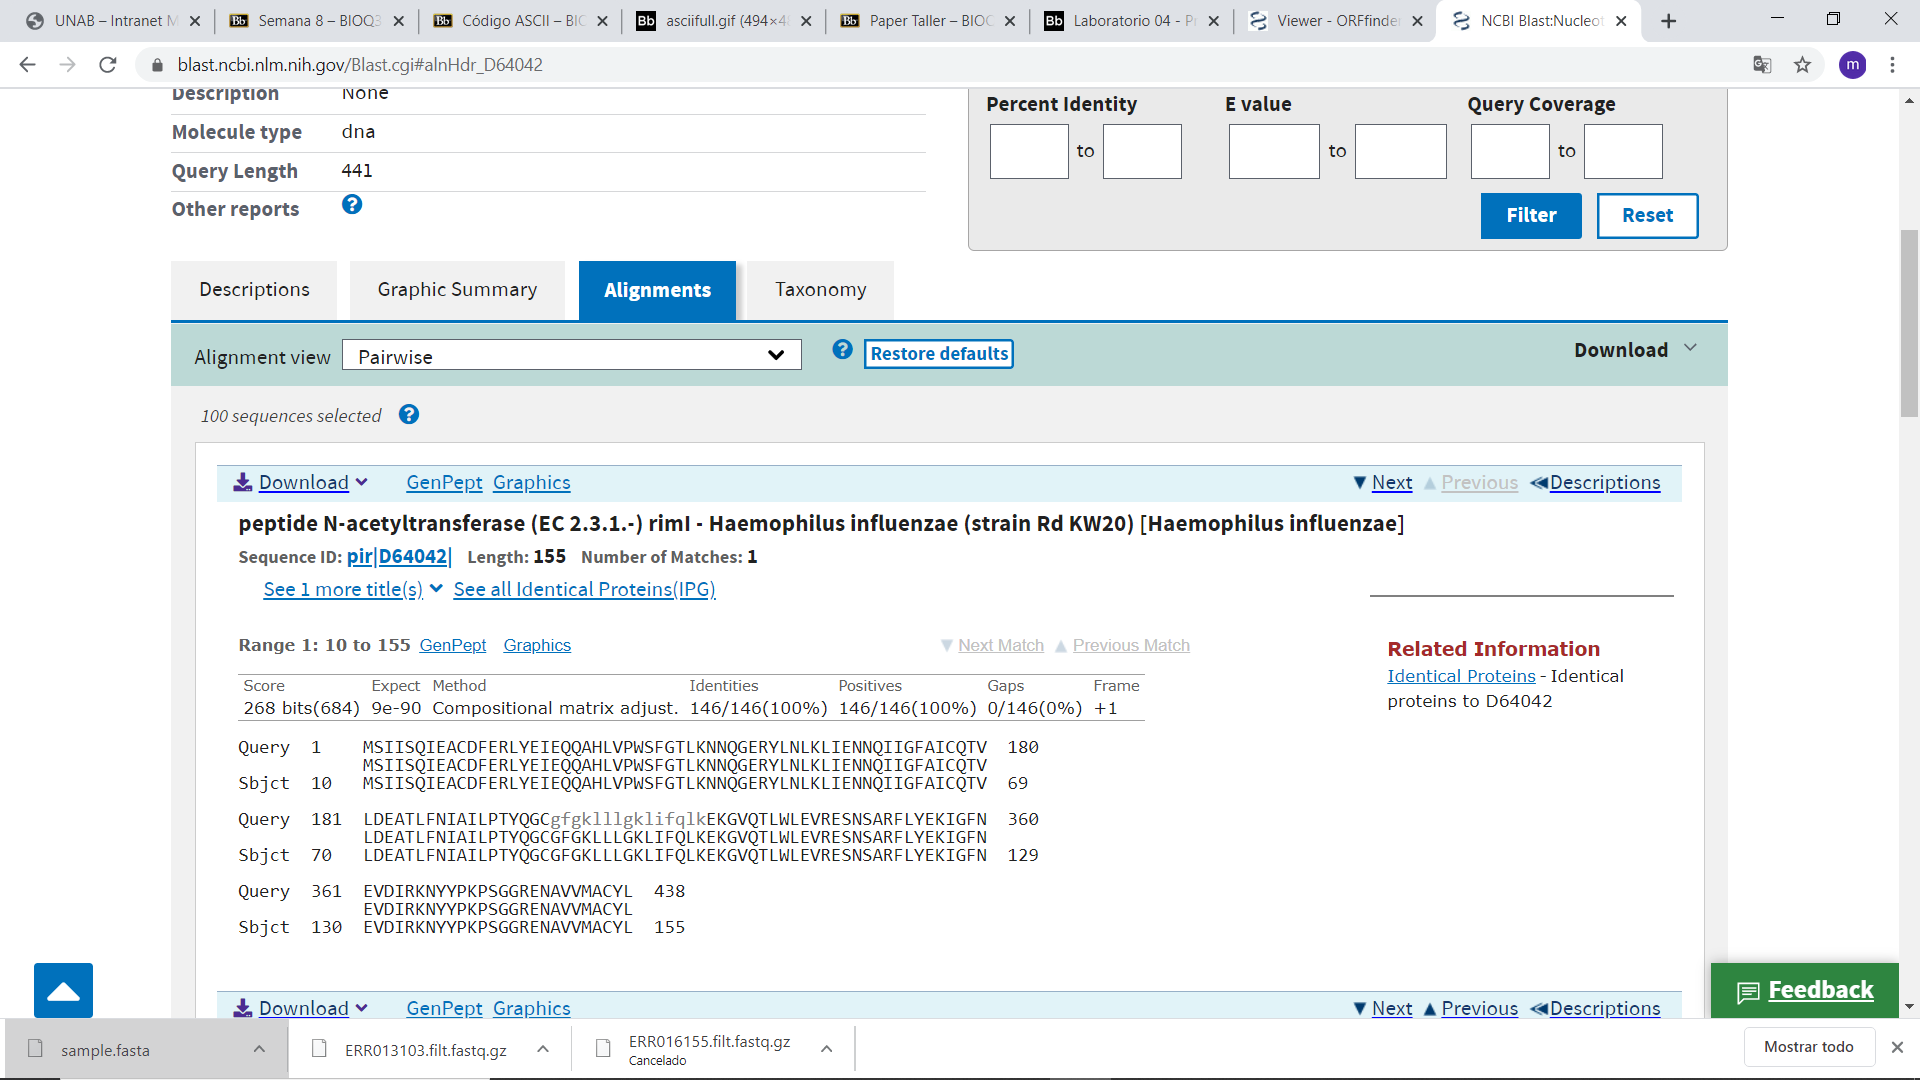 UNAB – Intranet M
Semana 8 – BIOQ3
Código ASCII – BIO
asciifull.gif (494×4
Paper Taller – BIOC
Laboratorio 04 - Pr
Viewer - ORFfinder
NCBI Blast:Nucleot
blast.ncbi.nlm.nih.gov/Blast.cgi#alnHdr_D64042
m
Description None
Molecule type dna
Query Length 441
Other reports ?
Percent Identity E value Query Coverage
to to to
Filter Reset
Descriptions Graphic Summary Alignments Taxonomy
Alignment view Pairwise ? Restore defaults Download
100 sequences selected ?
Download GenPept Graphics ▼ Next ▲ Previous ◀◀Descriptions
peptide N-acetyltransferase (EC 2.3.1.-) rimI - Haemophilus influenzae (strain Rd KW20) [Haemophilus influenzae]
Sequence ID: pir|D64042| Length: 155 Number of Matches: 1
See 1 more title(s) See all Identical Proteins(IPG)
Range 1: 10 to 155 GenPept Graphics ▼ Next Match ▲ Previous Match
Score Expect Method Identities Positives Gaps Frame
268 bits(684) 9e-90 Compositional matrix adjust. 146/146(100%) 146/146(100%) 0/146(0%) +1
Query 1 MSIISQIEACDFERLYEIEQQAHLVPWSFGTLKNNQGERYLNLKLIENNQIIGFAICQTV 180
MSIISQIEACDFERLYEIEQQAHLVPWSFGTLKNNQGERYLNLKLIENNQIIGFAICQTV
Sbjct 10 MSIISQIEACDFERLYEIEQQAHLVPWSFGTLKNNQGERYLNLKLIENNQIIGFAICQTV 69
Query 181 LDEATLFNIAILPTYQGCgfgklllgklifqlkEKGVQTLWLEVRESNSARFLYEKIGFN 360
LDEATLFNIAILPTYQGCGFGKLLLGKLIFQLKEKGVQTLWLEVRESNSARFLYEKIGFN
Sbjct 70 LDEATLFNIAILPTYQGCGFGKLLLGKLIFQLKEKGVQTLWLEVRESNSARFLYEKIGFN 129
Query 361 EVDIRKNYYPKPSGGRENAVVMACYL 438
EVDIRKNYYPKPSGGRENAVVMACYL
Sbjct 130 EVDIRKNYYPKPSGGRENAVVMACYL 155
Related Information
Identical Proteins - Identical
proteins to D64042
Download GenPept Graphics ▼ Next ▲ Previous ◀◀Descriptions
Feedback
sample.fasta
ERR013103.filt.fastq.gz
ERR016155.filt.fastq.gz
Cancelado
Mostrar todo